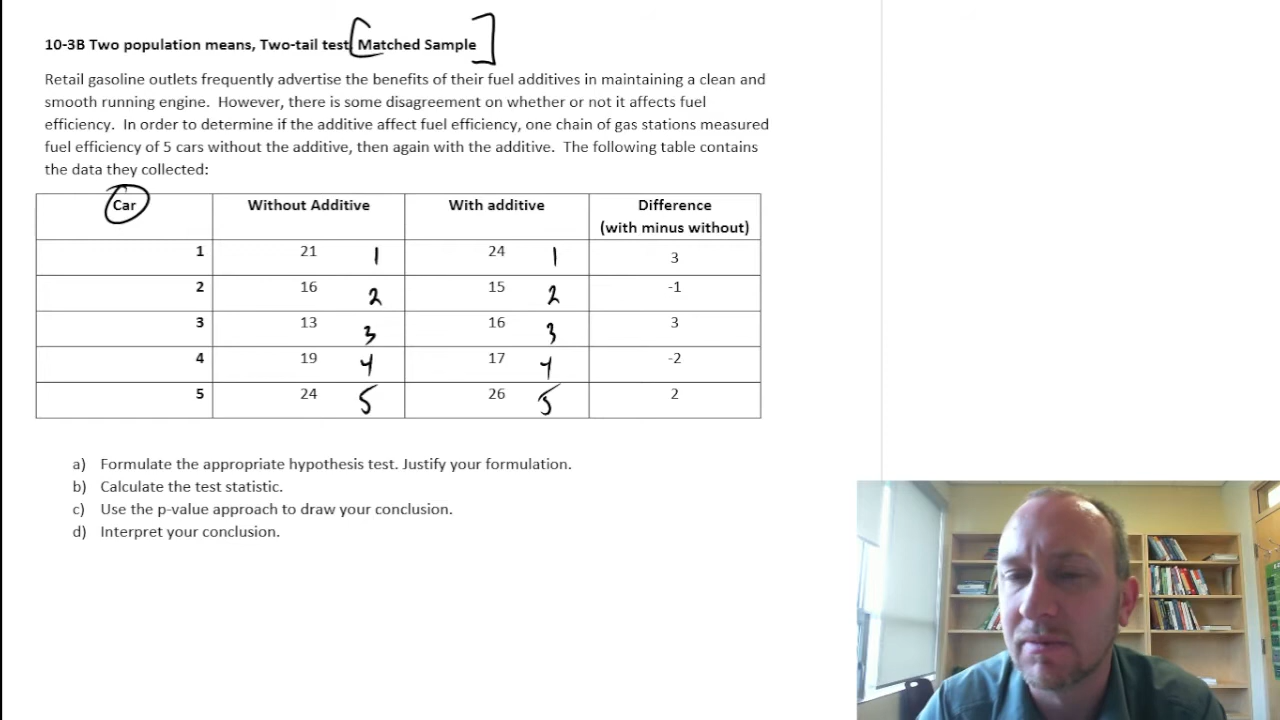 10-3B Two population means, Two-tail test [Matched Sample]
Retail gasoline outlets frequently advertise the benefits of their fuel additives in maintaining a clean and
smooth running engine. However, there is some disagreement on whether or not it affects fuel
efficiency. In order to determine if the additive affect fuel efficiency, one chain of gas stations measured
fuel efficiency of 5 cars without the additive, then again with the additive. The following table contains
the data they collected:
Car Without Additive With additive Difference
(with minus without)
1 21 1 24 1 3
2 16 2 15 2 -1
3 13 3 16 3 3
4 19 4 17 4 -2
5 24 5 26 5 2
a) Formulate the appropriate hypothesis test. Justify your formulation.
b) Calculate the test statistic.
c) Use the p-value approach to draw your conclusion.
d) Interpret your conclusion.